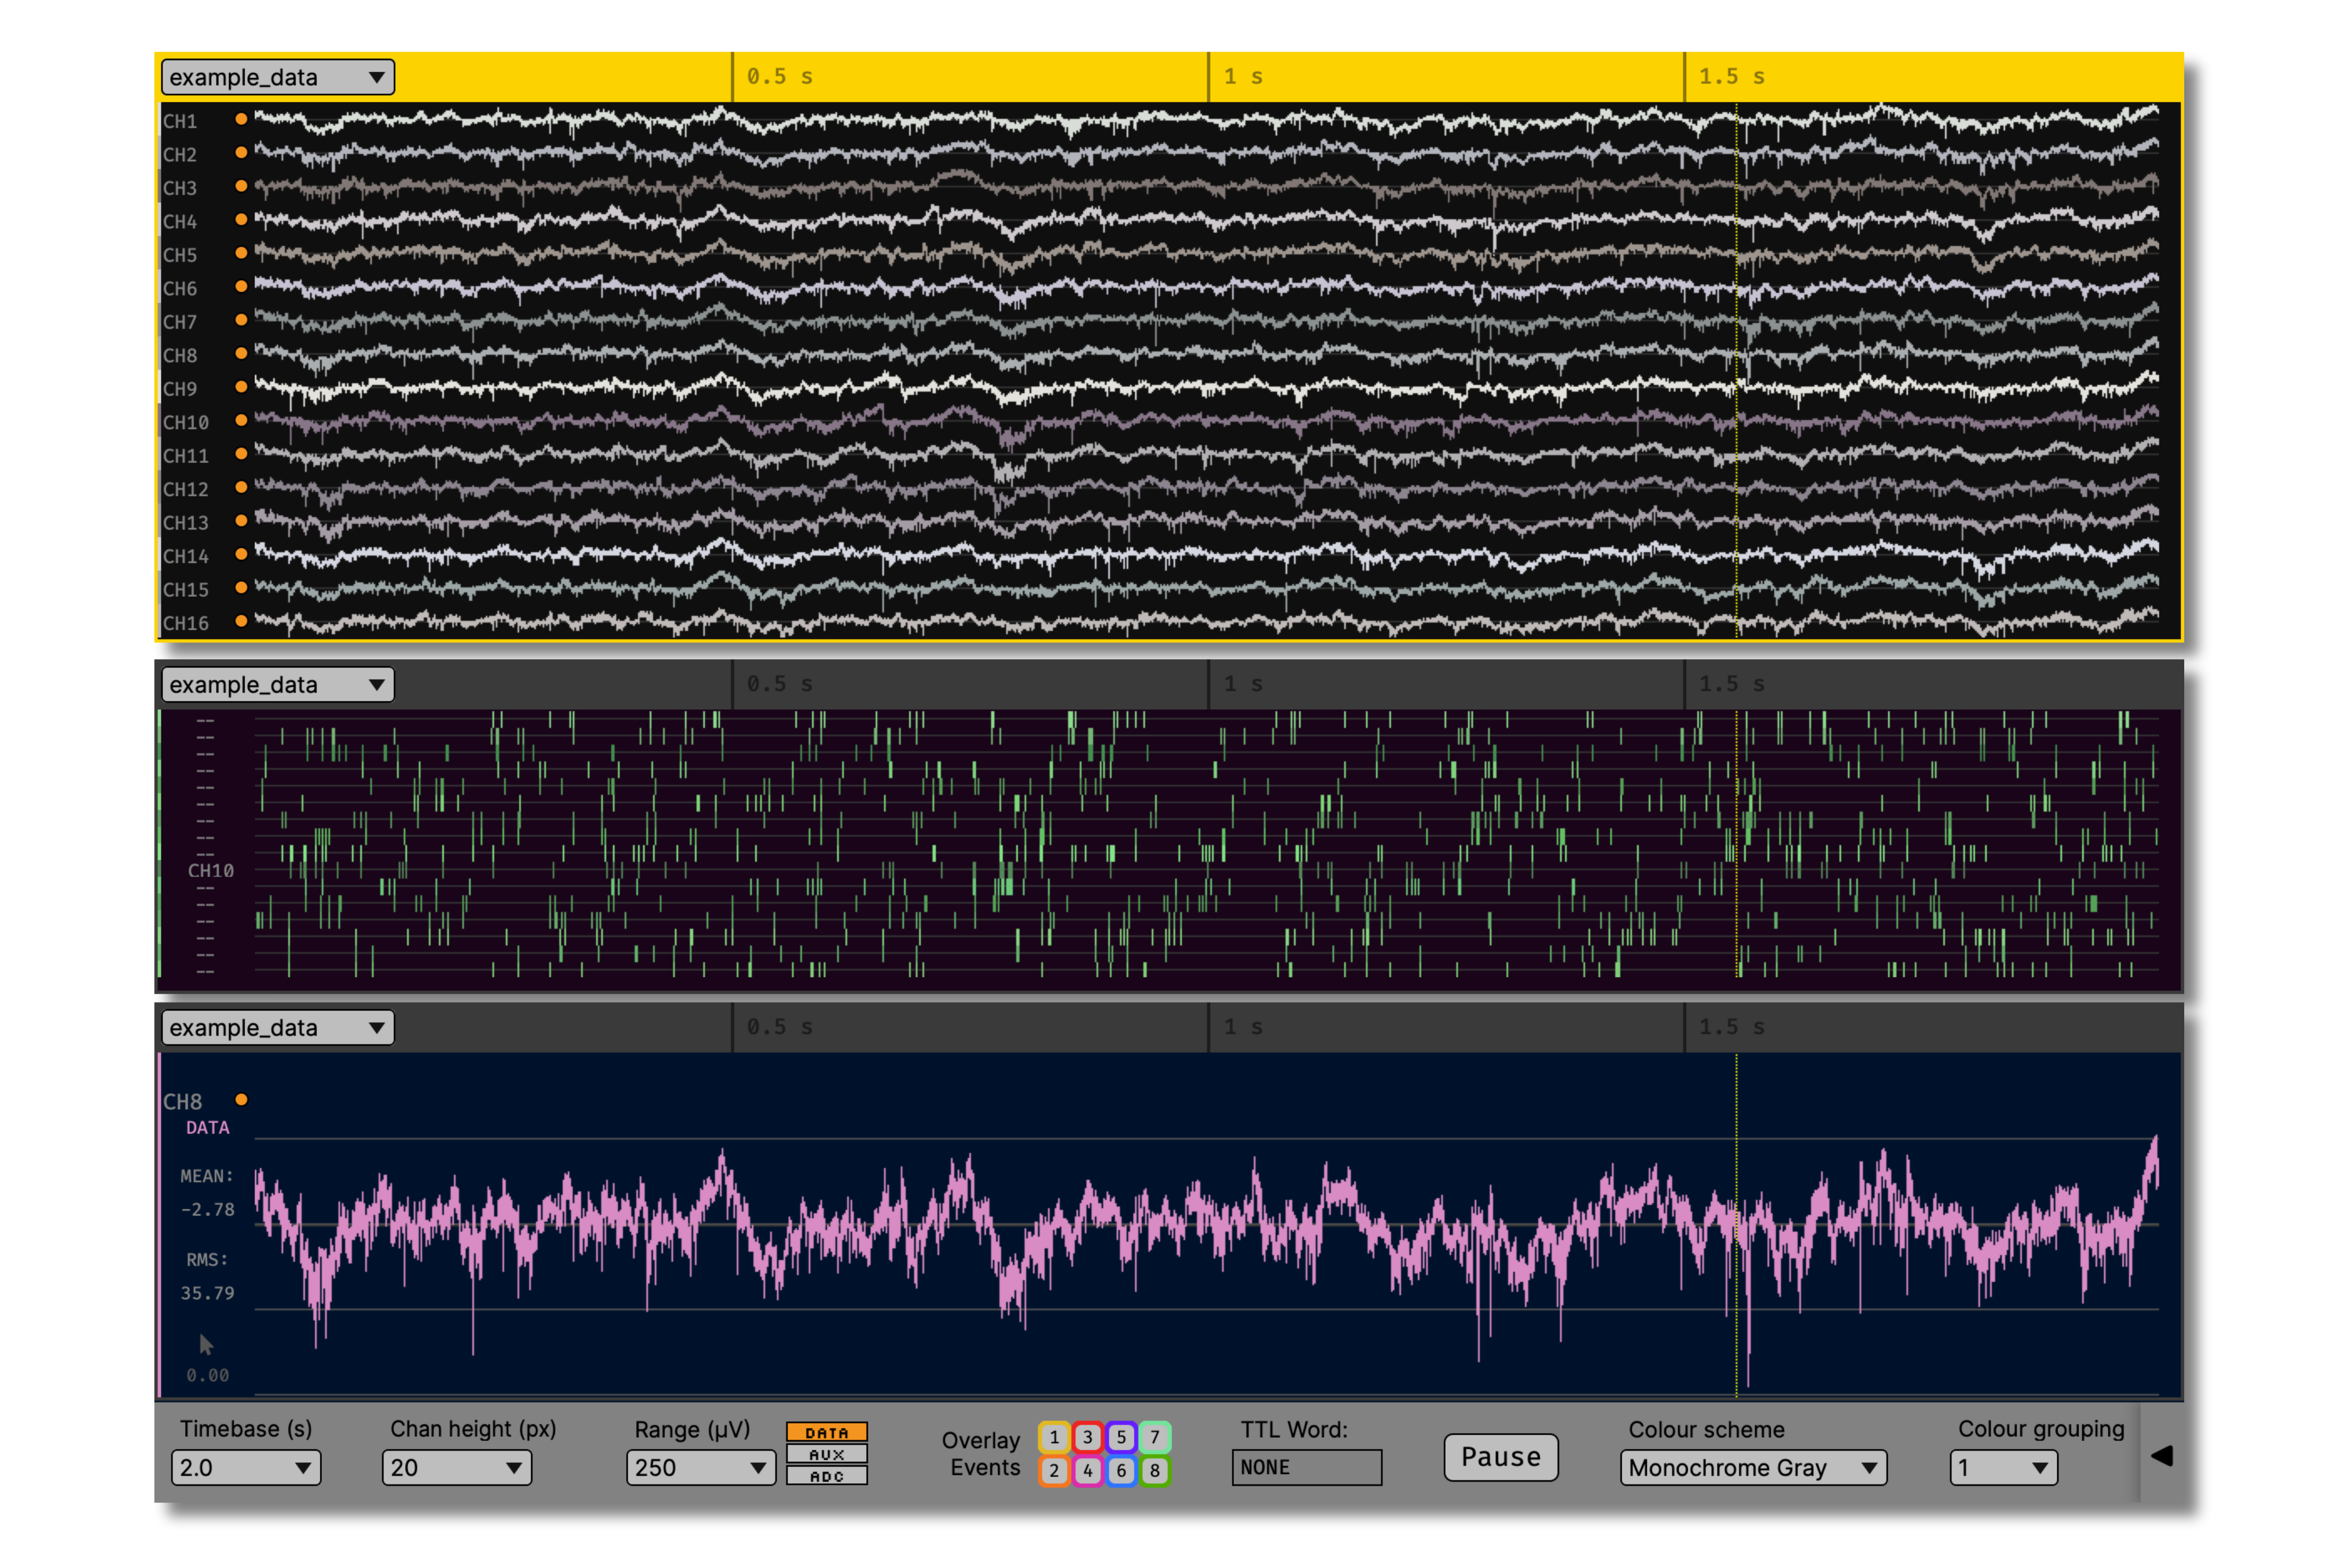 example_data
0.5 s 1 s 1.5 s
CH1
CH2
CH3
CH4
CH5
CH6
CH7
CH8
CH9
CH10
CH11
CH12
CH13
CH14
CH15
CH16
example_data
0.5 s 1 s 1.5 s
--
--
--
--
--
--
--
--
--
CH10
--
--
--
--
--
--
example_data
0.5 s 1 s 1.5 s
CH8
DATA
MEAN:
-2.78
RMS:
35.79
0.00
Timebase (s)
2.0
Chan height (px)
20
Range (µV)
250
DATA
AUX
ADC
Overlay
Events
1 3 5 7
2 4 6 8
TTL Word:
NONE
Pause
Colour scheme
Monochrome Gray
Colour grouping
1